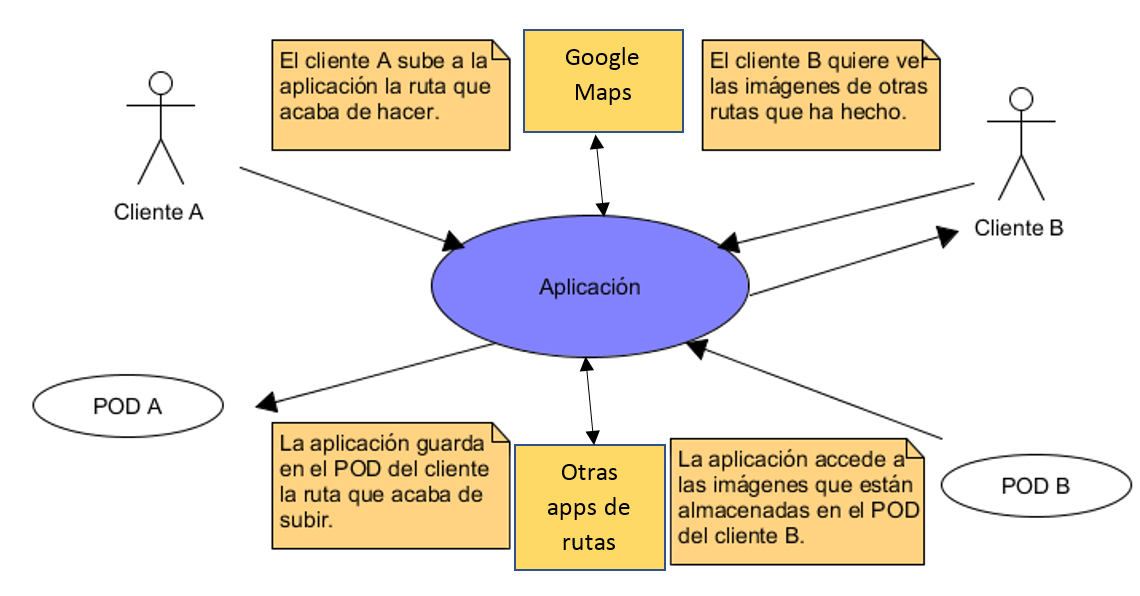 El cliente A sube a la
aplicación la ruta que
acaba de hacer.
Google
Maps
El cliente B quiere ver
las imágenes de otras
rutas que ha hecho.
Cliente A
Cliente B
Aplicación
POD A
La aplicación guarda
en el POD del cliente
la ruta que acaba de
subir.
Otras
apps de
rutas
La aplicación accede a
las imágenes que están
almacenadas en el POD
del cliente B.
POD B